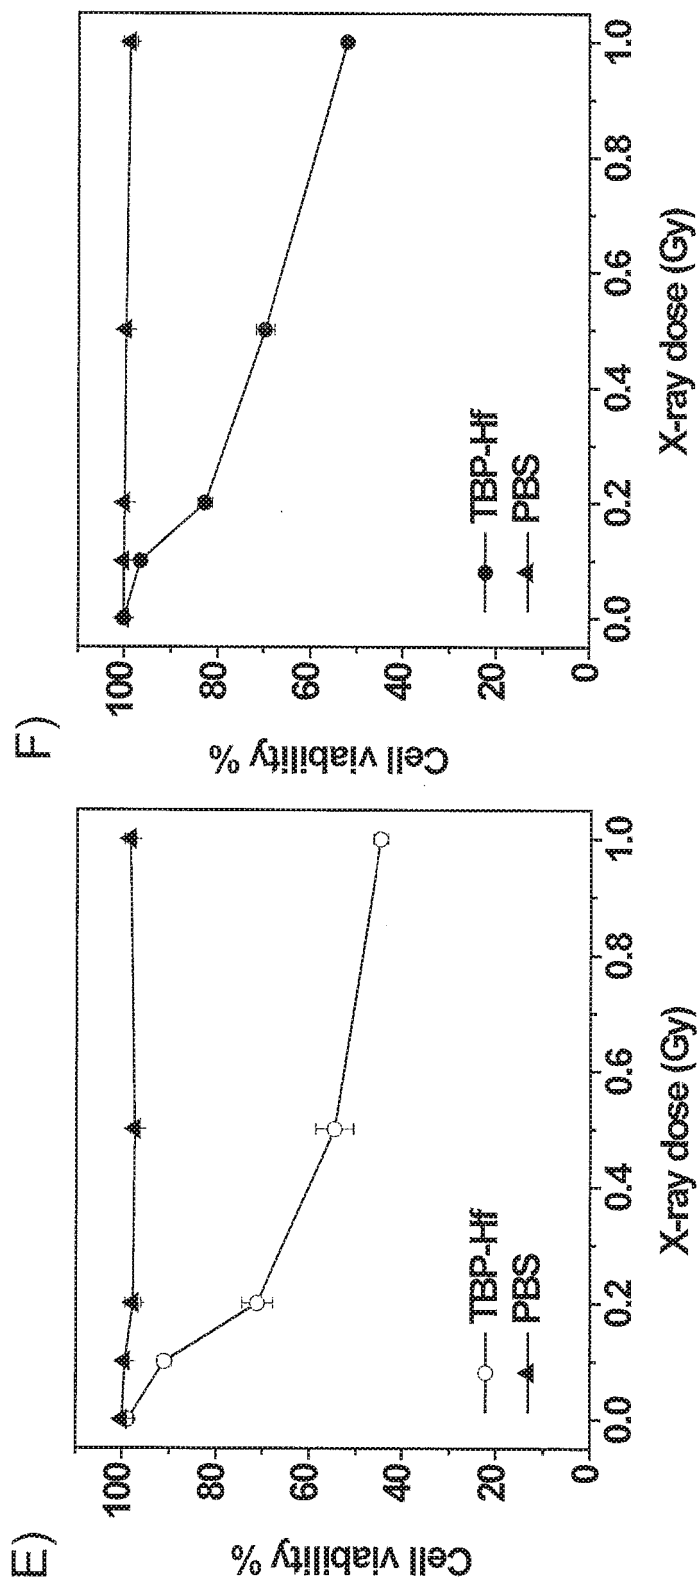 E)
Cell viability %
100
80
60
40
20
0
TBP-Hf
PBS
0.0 0.2 0.4 0.6 0.8 1.0
X-ray dose (Gy)
F)
Cell viability %
100
80
60
40
20
0
TBP-Hf
PBS
0.0 0.2 0.4 0.6 0.8 1.0
X-ray dose (Gy)